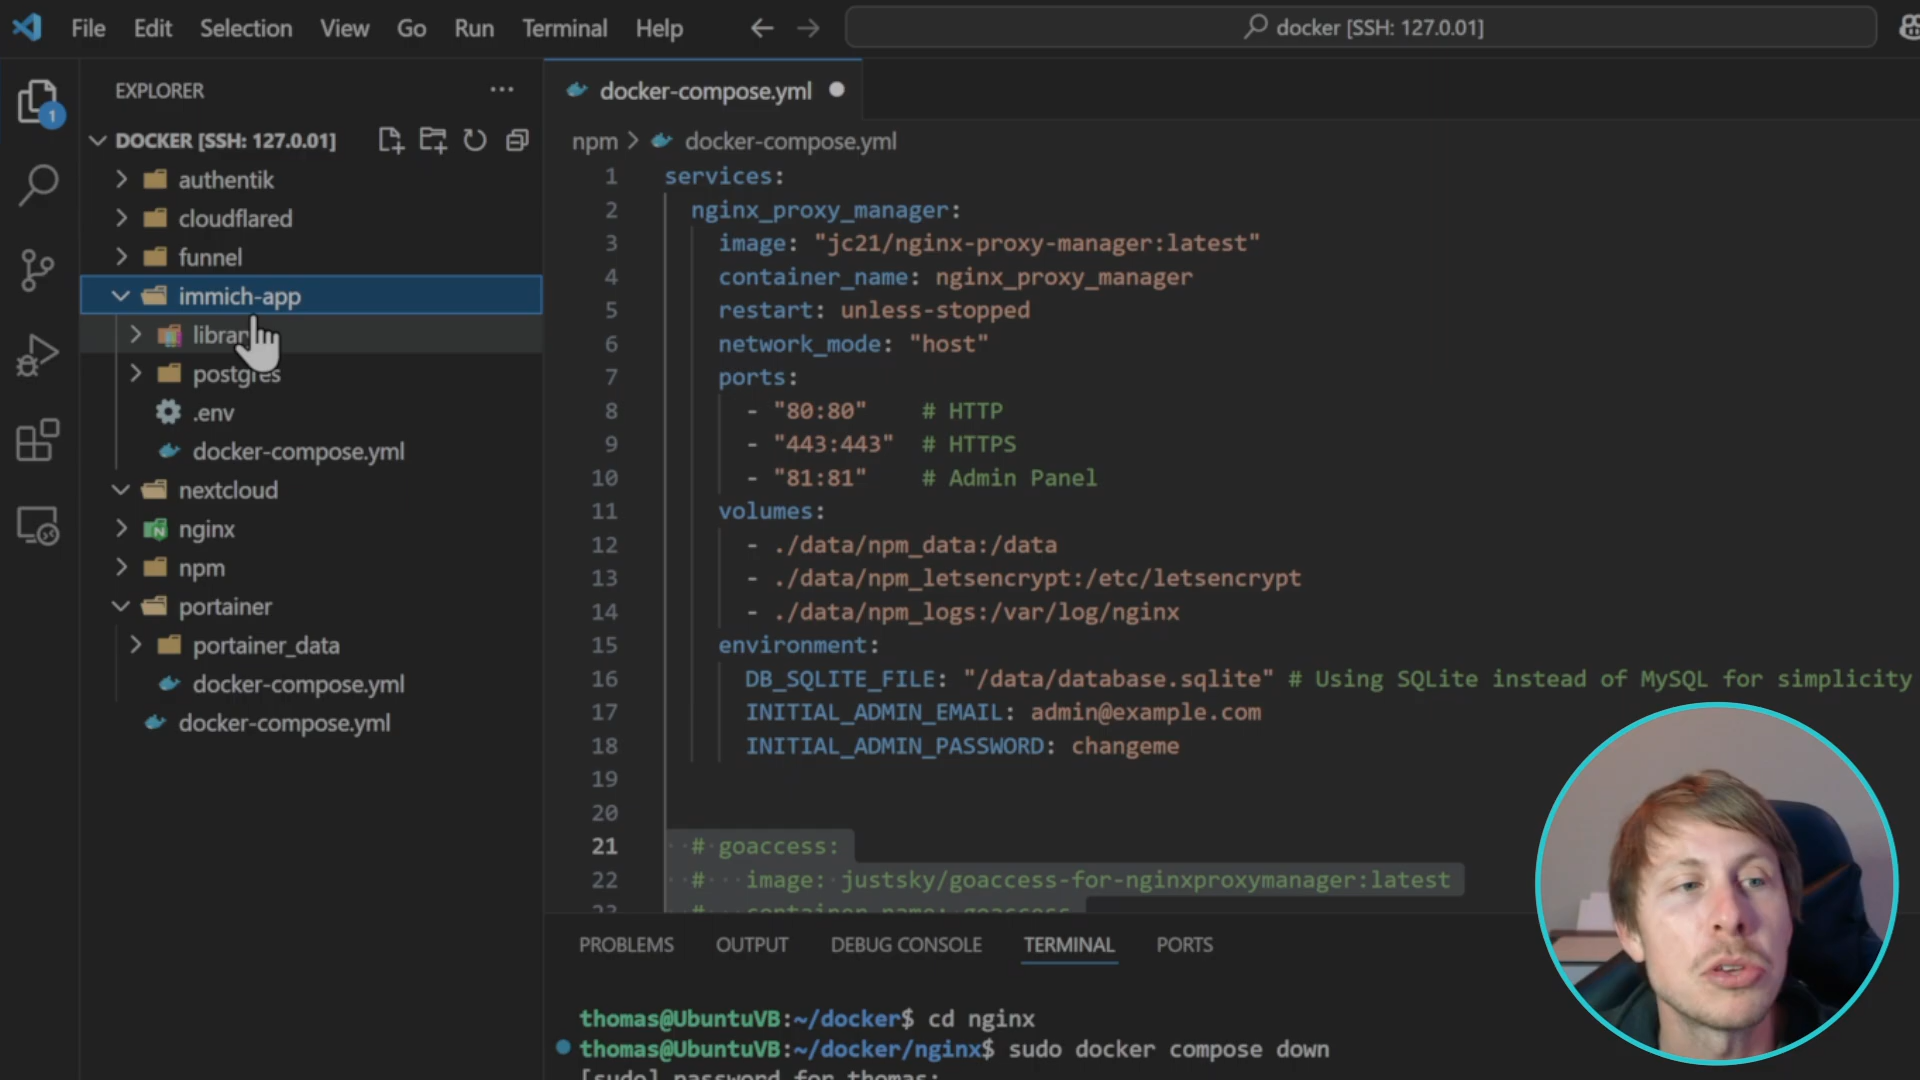 File Edit Selection View Go Run Terminal Help
docker [SSH: 127.0.01]
EXPLORER
1
DOCKER [SSH: 127.0.01]
authentik
cloudflared
funnel
immich-app
postgres
.env
docker-compose.yml
nextcloud
nginx
npm
portainer
portainer_data
docker-compose.yml
docker-compose.yml
docker-compose.yml
npm > docker-compose.yml
1 services:
2 nginx_proxy_manager:
3 image: "jc21/nginx-proxy-manager:latest"
4 container_name: nginx_proxy_manager
5 restart: unless-stopped
6 network_mode: "host"
7 ports:
8 - "80:80" # HTTP
9 - "443:443" # HTTPS
10 - "81:81" # Admin Panel
11 volumes:
12 - ./data/npm_data:/data
13 - ./data/npm_letsencrypt:/etc/letsencrypt
14 - ./data/npm_logs:/var/log/nginx
15 environment:
16 DB_SQLITE_FILE: "/data/database.sqlite" # Using SQLite instead of MySQL for simplicity
17 INITIAL_ADMIN_EMAIL: admin@example.com
18 INITIAL_ADMIN_PASSWORD: changeme
19
20
21 # goaccess:
22 # image: justsky/goaccess-for-nginxproxymanager:latest
23 # container_name: goaccess
PROBLEMS OUTPUT DEBUG CONSOLE TERMINAL PORTS
thomas@UbuntuVB:~/docker$ cd nginx
thomas@UbuntuVB:~/docker/nginx$ sudo docker compose down
[sudo] password for thomas: